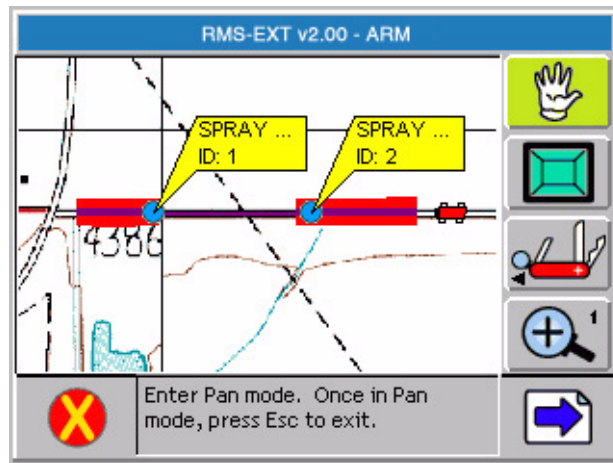 RMS-EXT v2.00 - ARM
SPRAY ...
ID: 1
SPRAY ...
ID: 2
4386
1
Enter Pan mode. Once in Pan
mode, press Esc to exit.